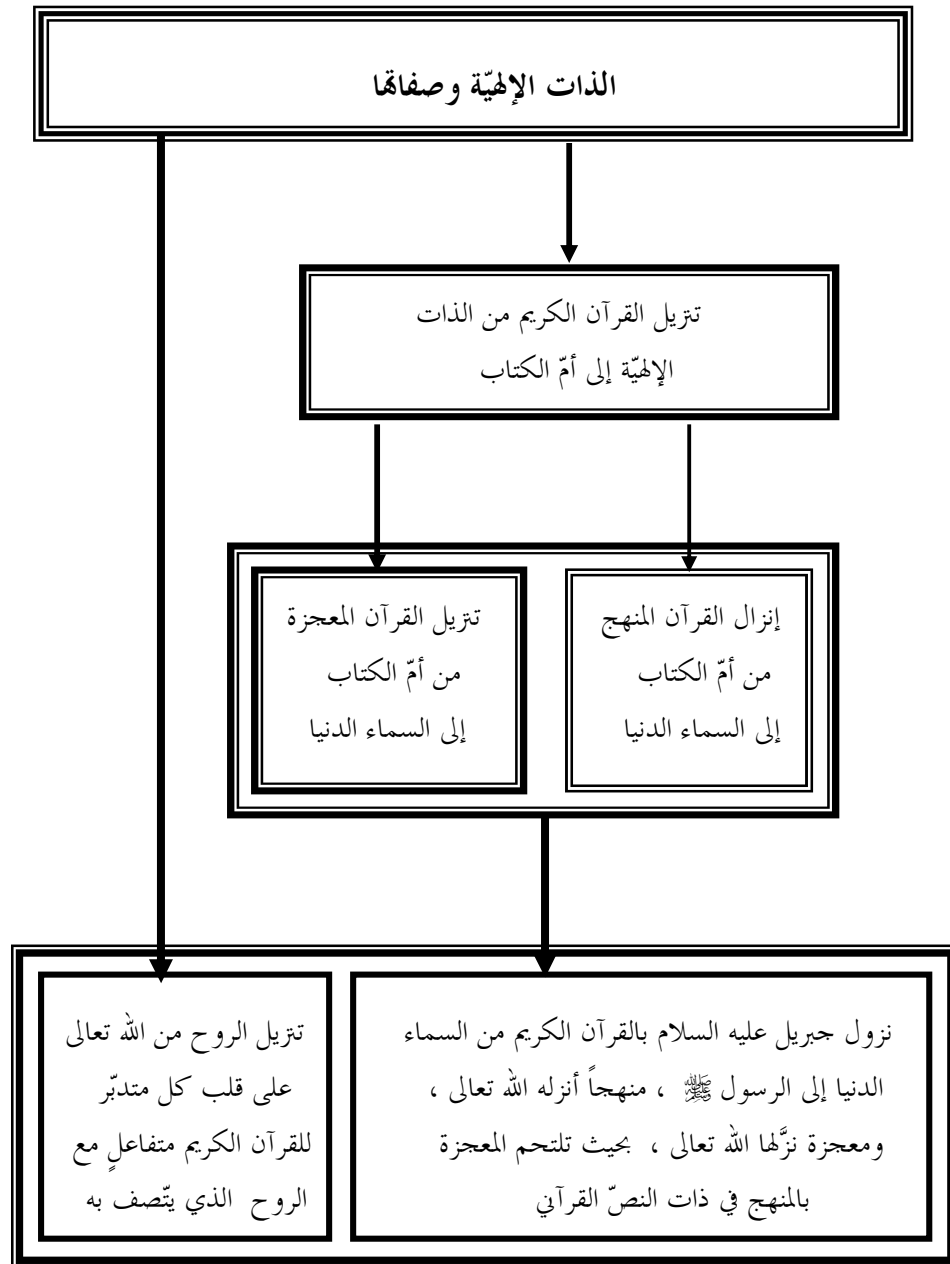 الذات الإلهيّة وصفاتها
تنزيل القرآن الكريم من الذات
الإلهيّة إلى أمّ الكتاب
إنزال القرآن المنهج
من أمّ الكتاب
إلى السماء الدنيا
تنزيل القرآن المعجزة
من أمّ الكتاب
إلى السماء الدنيا
نزول جبريل عليه السلام بالقرآن الكريم من السماء
الدنيا إلى الرسول ﷺ ، منهجاً أنزله الله تعالى ،
ومعجزة نزَّلها الله تعالى ، بحيث تلتحم المعجزة
بالمنهج في ذات النصّ القرآني
تنزيل الروح من الله تعالى
على قلب كل متدبّر
للقرآن الكريم متفاعلٍ مع
الروح الذي يتّصف به